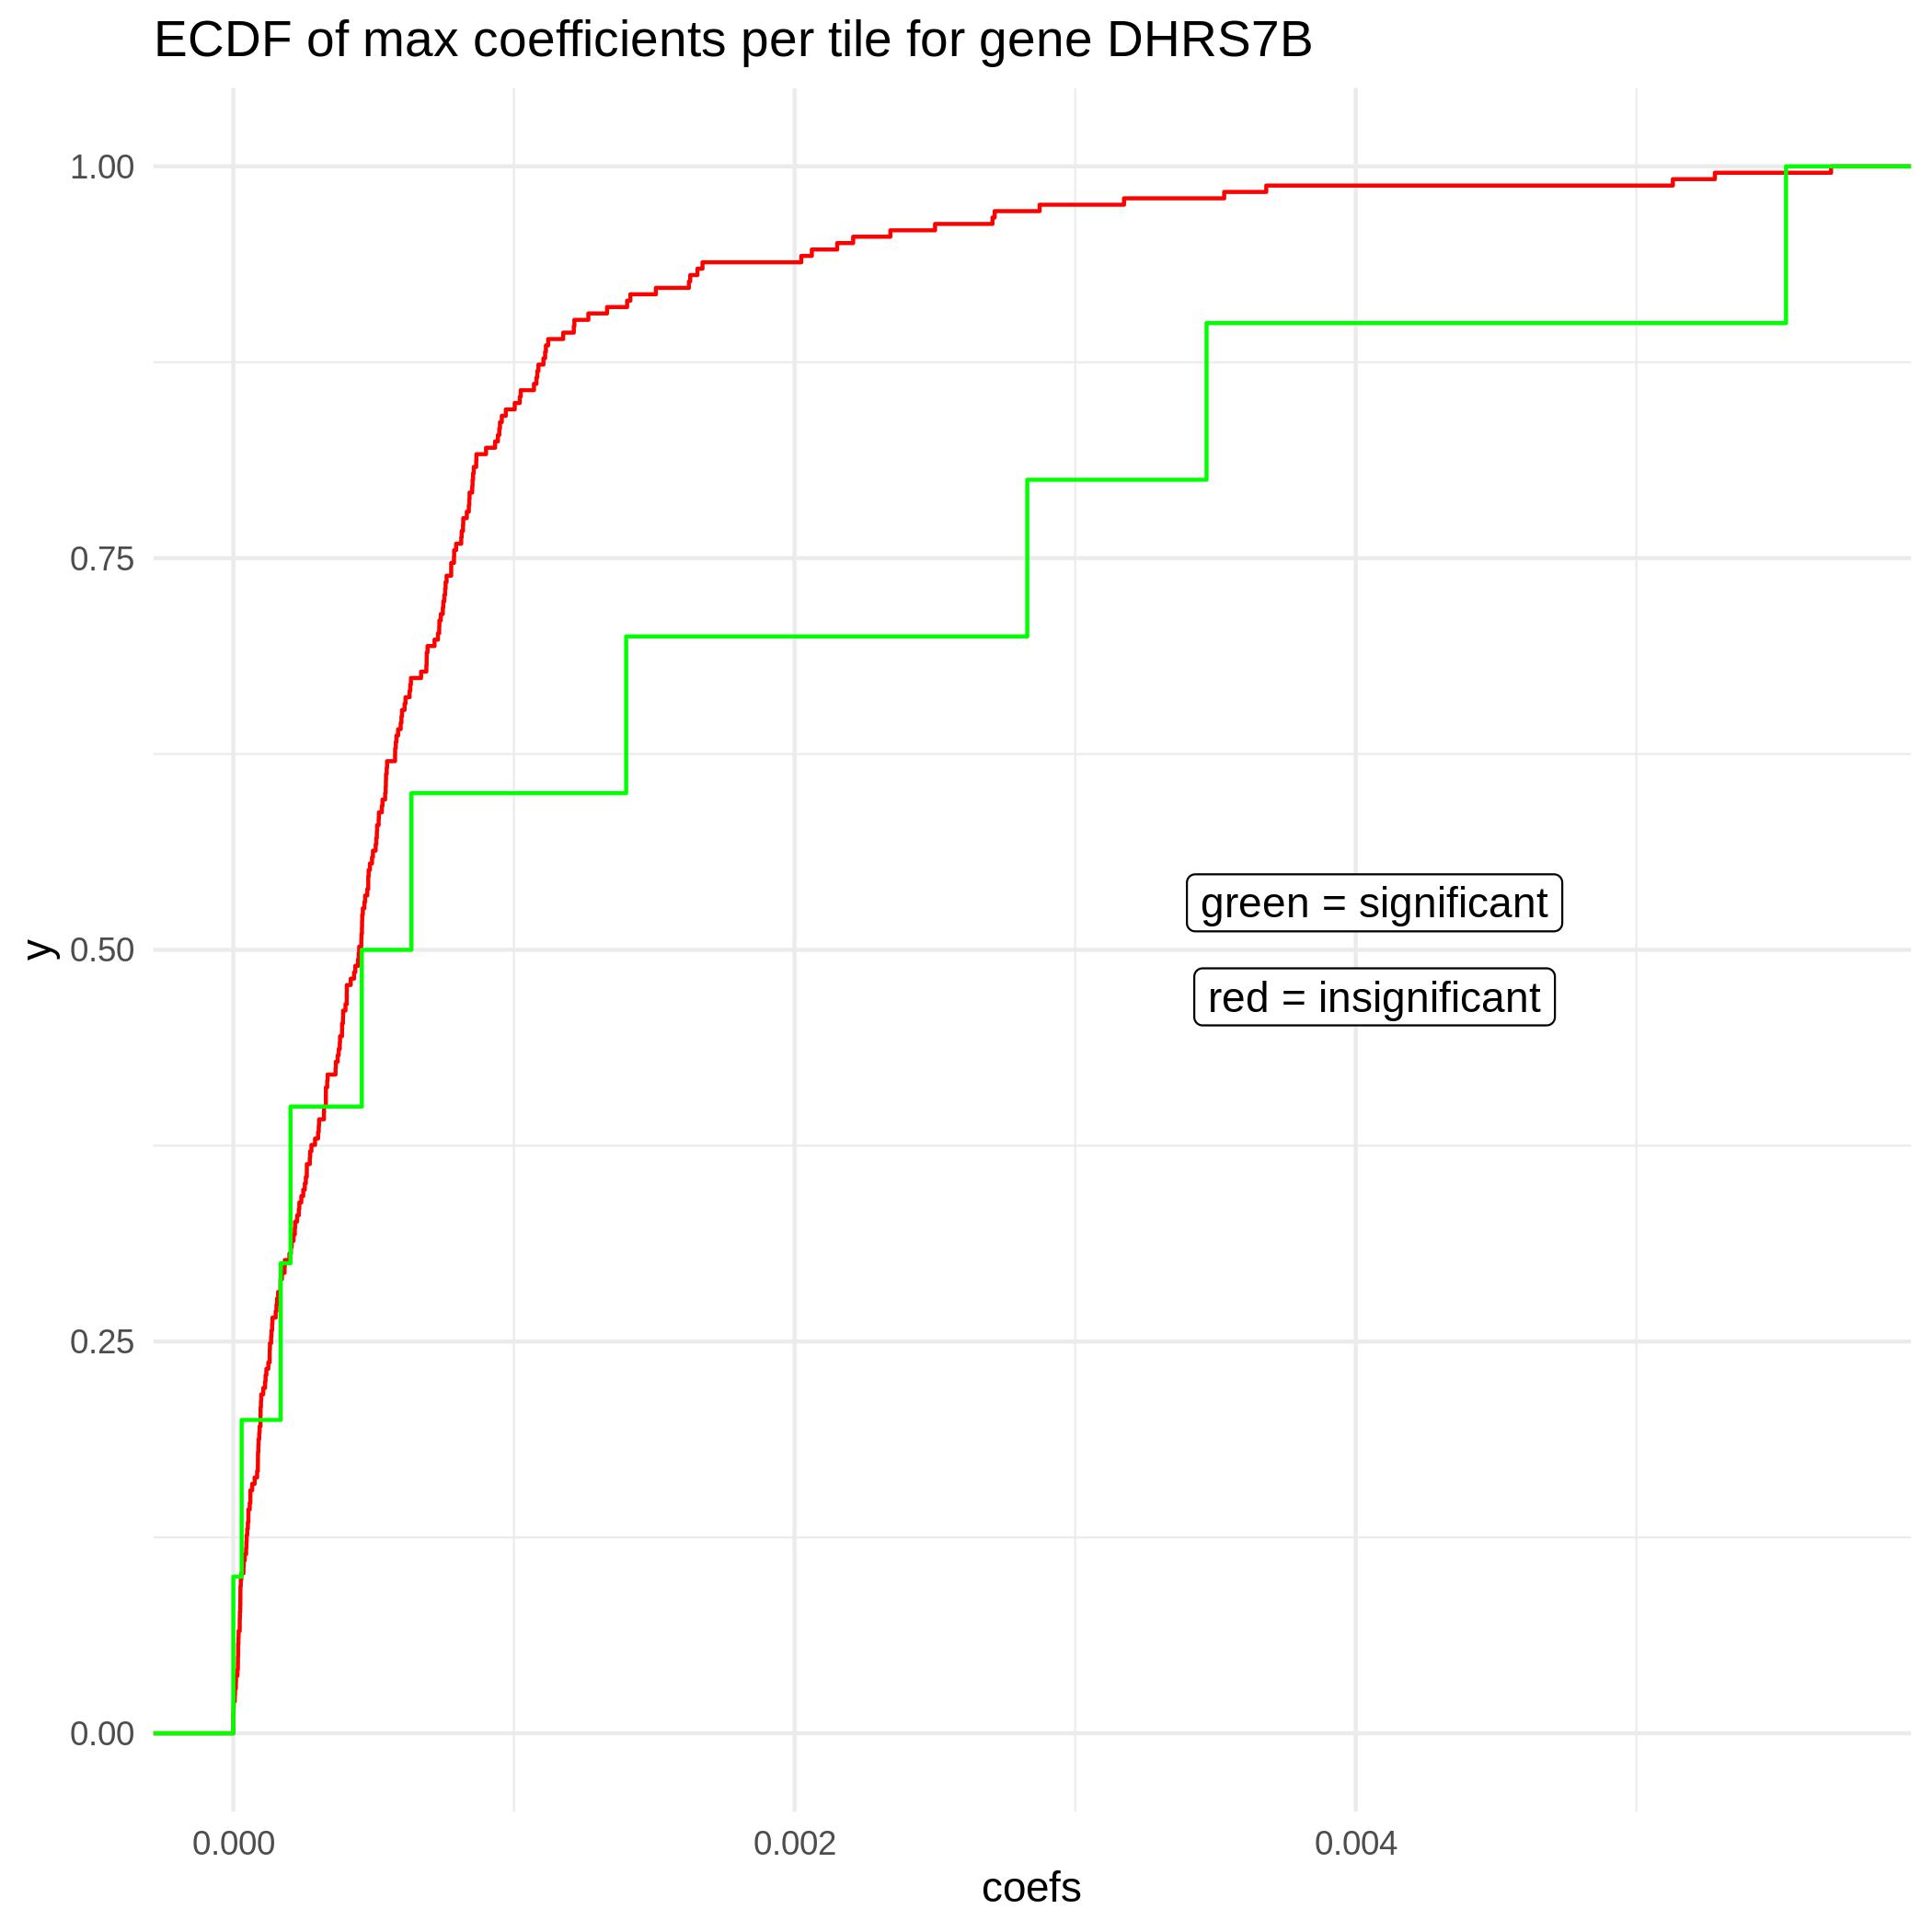 ECDF of max coefficients per tile for gene DHRS7B
1.00
0.75
0.50
0.25
0.00
y
green = significant
red = insignificant
0.000
0.002
0.004
coefs